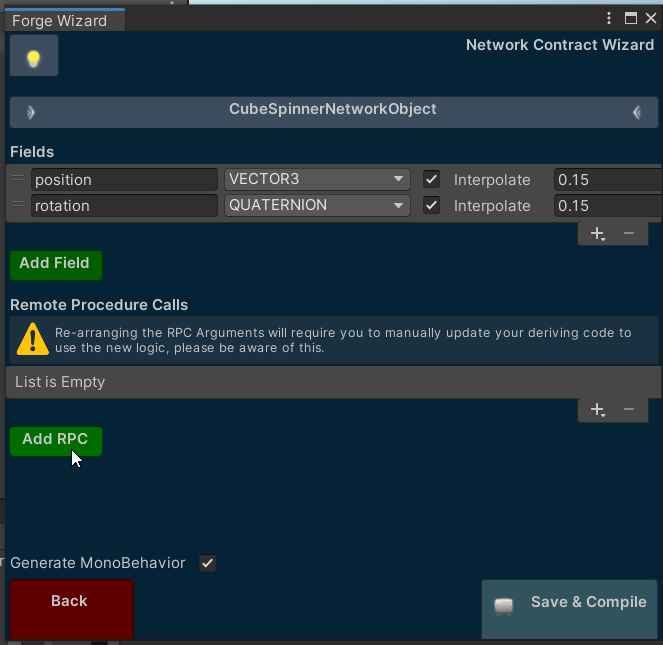 Forge Wizard
Network Contract Wizard
CubeSpinnerNetworkObject
Fields
position VECTOR3 Interpolate 0.15
rotation QUATERNION Interpolate 0.15
Add Field
Remote Procedure Calls
Re-arranging the RPC Arguments will require you to manually update your deriving code to
use the new logic, please be aware of this.
List is Empty
Add RPC
Generate MonoBehavior
Back
Save & Compile